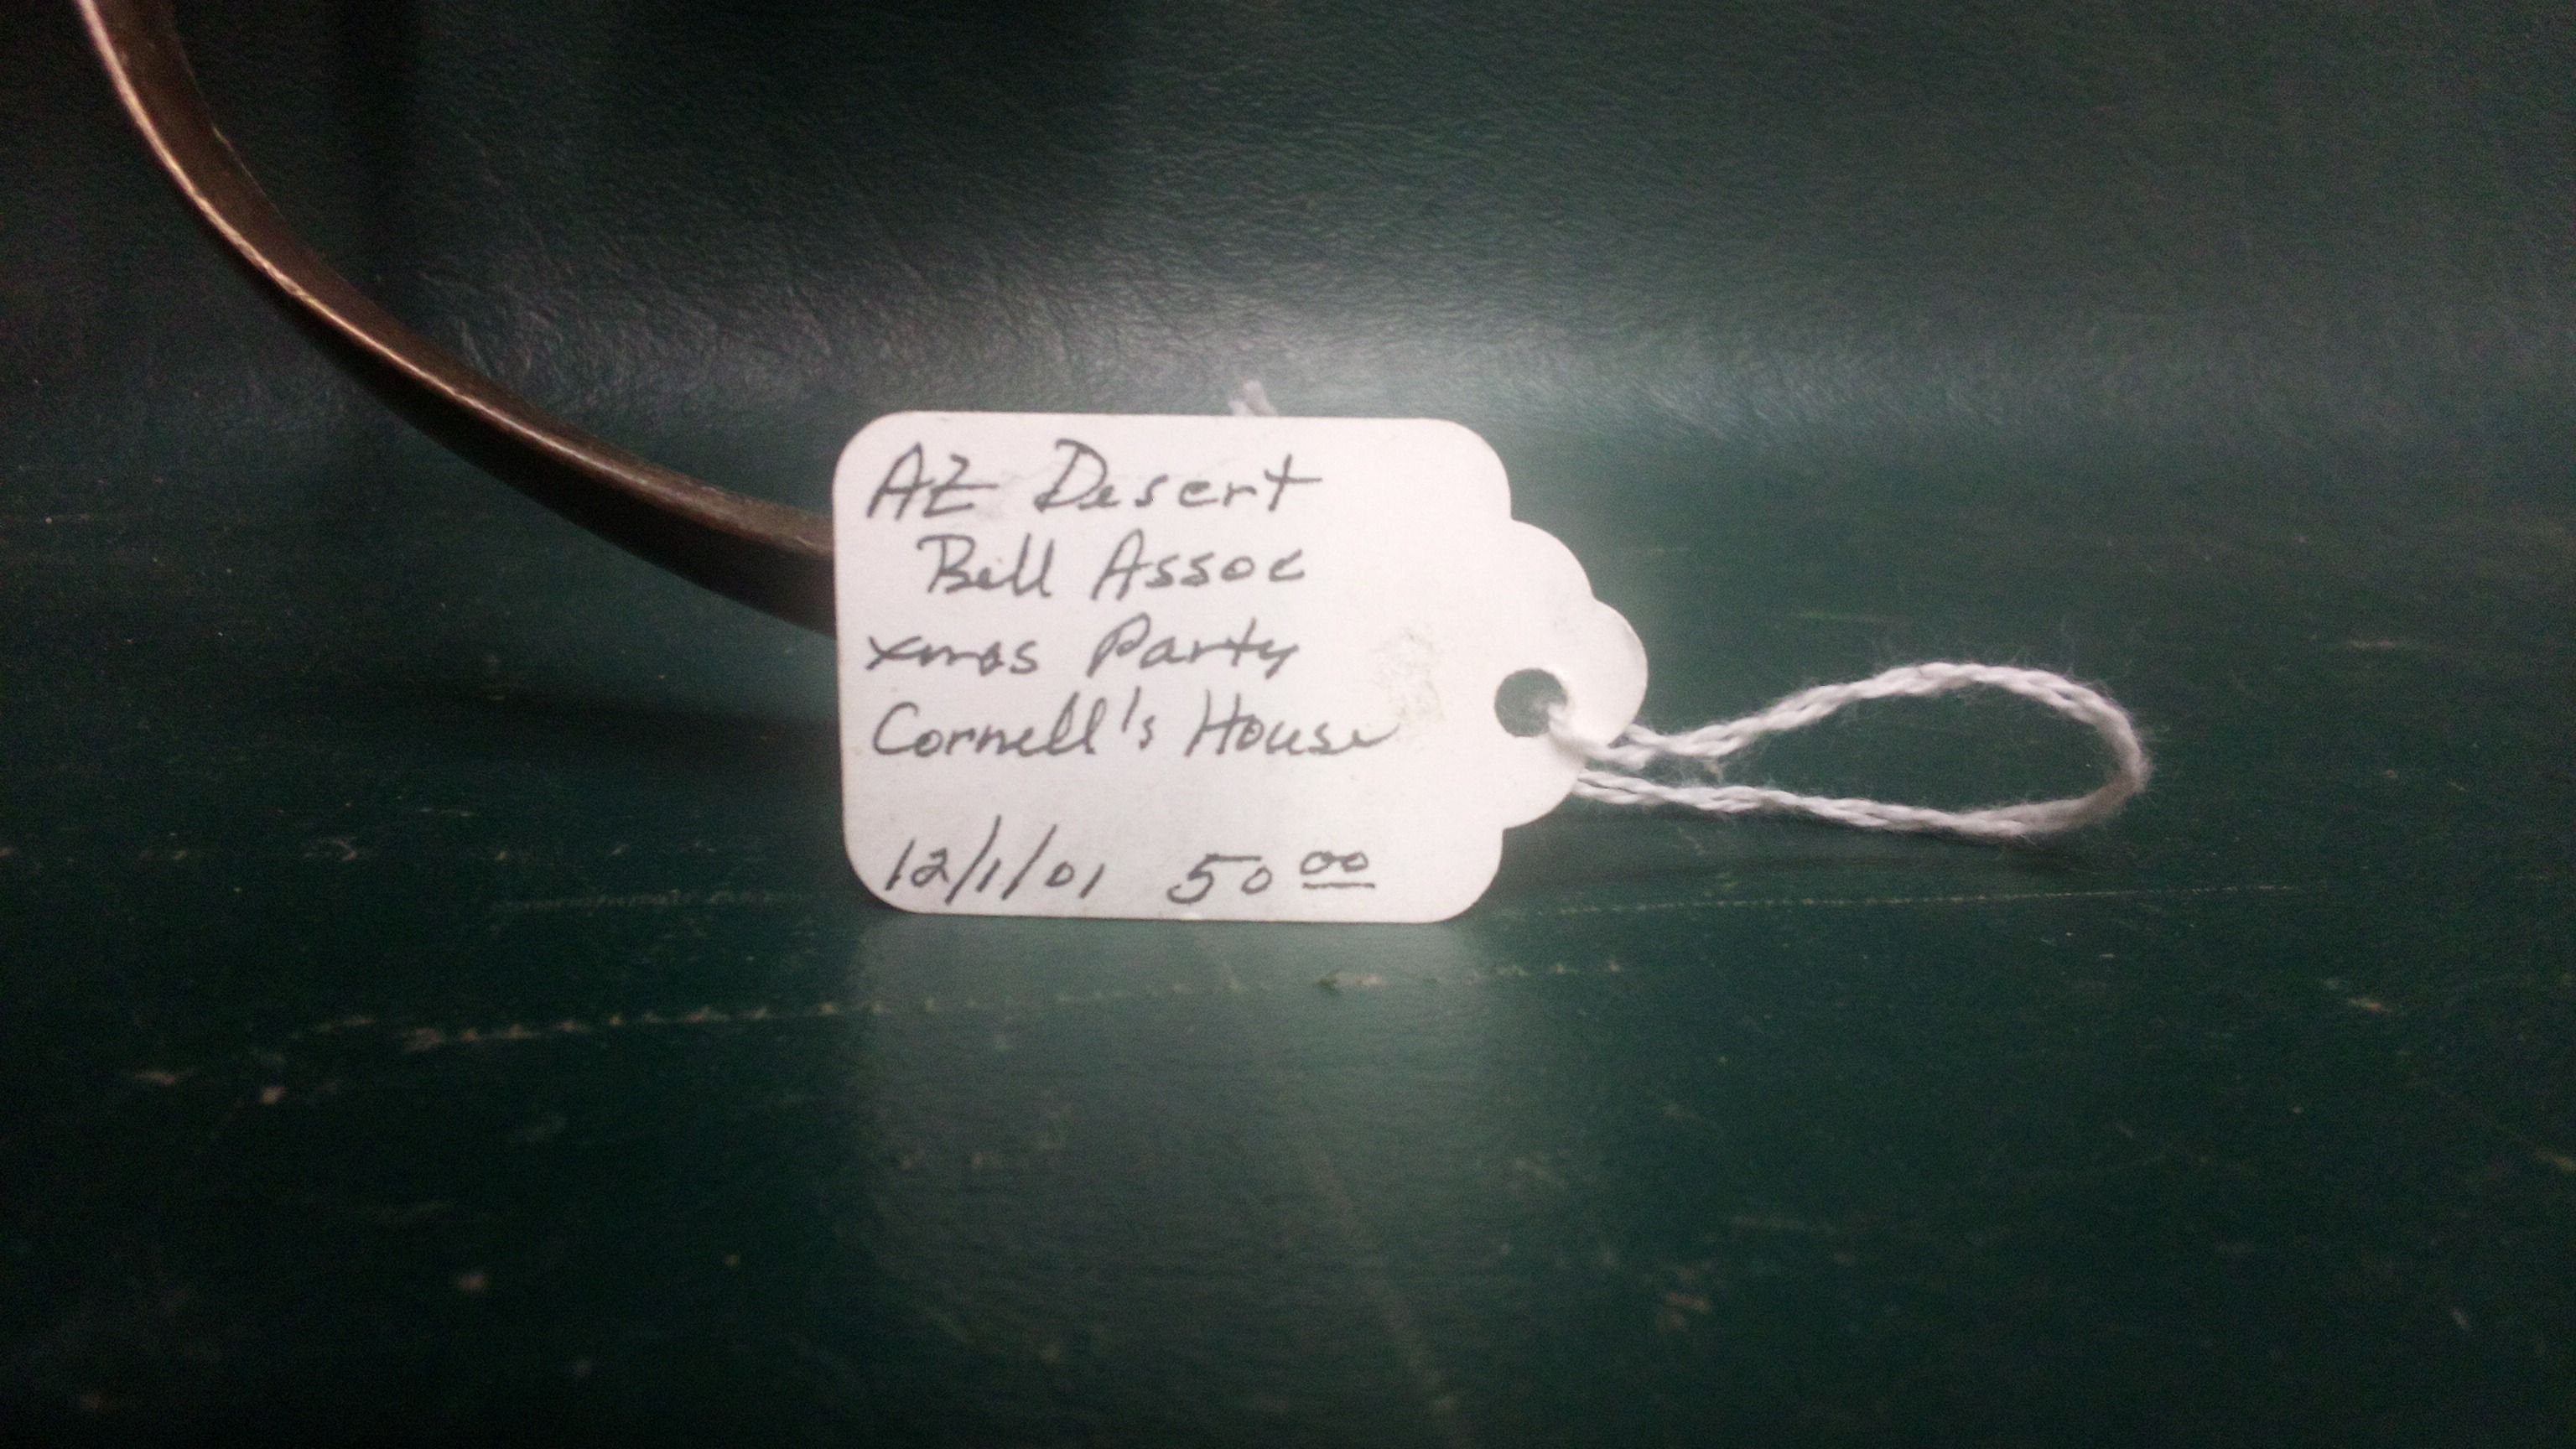 AZ Desert
Bell Assoc
xmas Party
Cornell's House
12/1/01 50 00